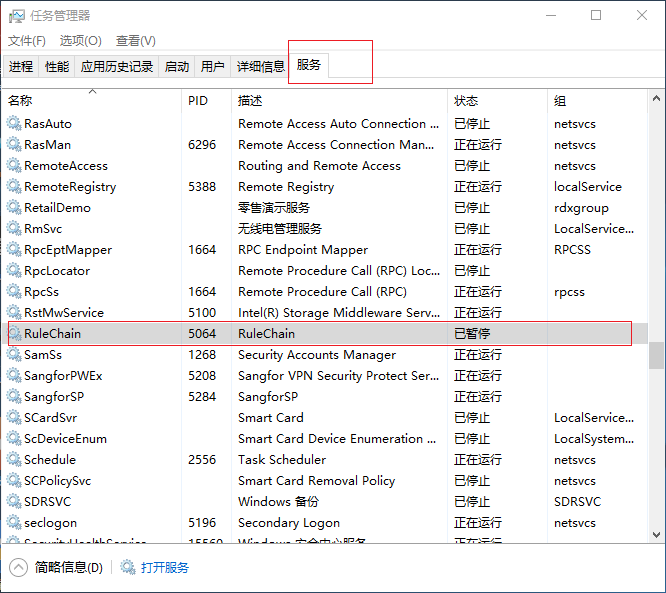 任务管理器
文件(F) 选项(O) 查看(V)
进程 性能 应用历史记录 启动 用户 详细信息 服务
名称 PID 描述 状态 组
RasAuto Remote Access Auto Connection ... 已停止 netsvcs
RasMan 6296 Remote Access Connection Man... 正在运行 netsvcs
RemoteAccess Routing and Remote Access 已停止 netsvcs
RemoteRegistry 5388 Remote Registry 正在运行 localService
RetailDemo 零售演示服务 已停止 rdxgroup
RmSvc 无线电管理服务 已停止 LocalService...
RpcEptMapper 1664 RPC Endpoint Mapper 正在运行 RPCSS
RpcLocator Remote Procedure Call (RPC) Loc... 已停止
RpcSs 1664 Remote Procedure Call (RPC) 正在运行 rpcss
RstMwService 5100 Intel(R) Storage Middleware Serv... 正在运行
RuleChain 5064 RuleChain 已暂停
SamSs 1268 Security Accounts Manager 正在运行
SangforPWEx 5208 Sangfor VPN Security Protect Ser... 正在运行
SangforSP 5284 SangforSP 正在运行
SCardSvr Smart Card 已停止 LocalService...
ScDeviceEnum Smart Card Device Enumeration ... 已停止 LocalSystem...
Schedule 2556 Task Scheduler 正在运行 netsvcs
SCPolicySvc Smart Card Removal Policy 已停止 netsvcs
SDRSVC Windows 备份 已停止 SDRSVC
seclogon 5196 Secondary Logon 正在运行 netsvcs
SecurityHealthService 15560 Windows 安全中心服务 正在运行
简略信息(D) 打开服务